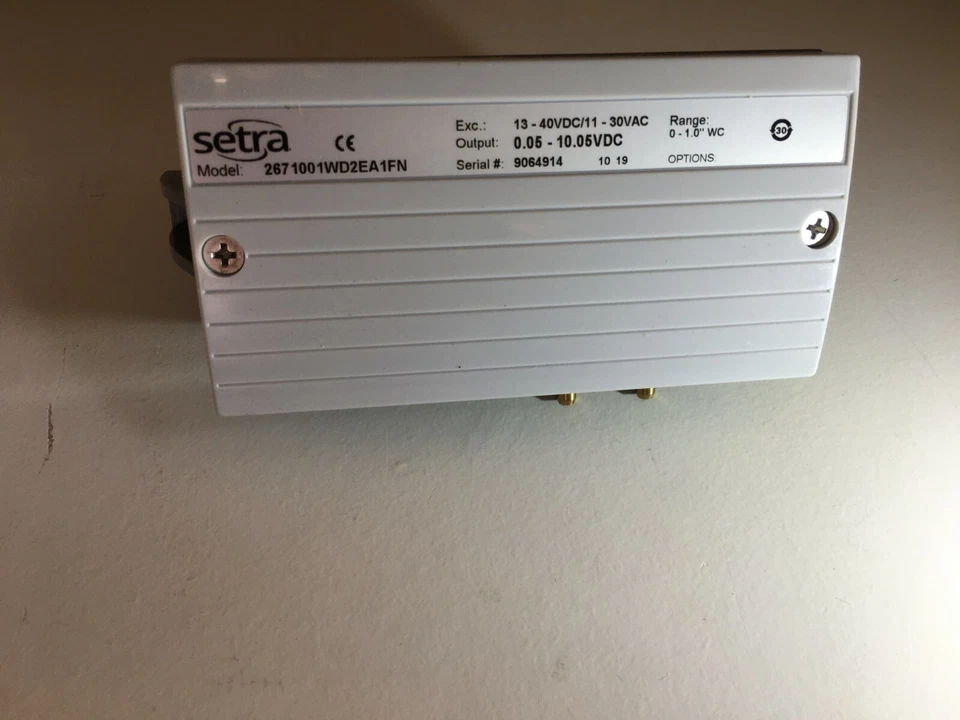 setra CE
Model: 2671001WD2EA1FN
Exc.: 13 - 40VDC/11 - 30VAC
Output: 0.05 - 10.05VDC
Serial #: 9064914 10 19
Range:
0 - 1.0" WC
OPTIONS:
30